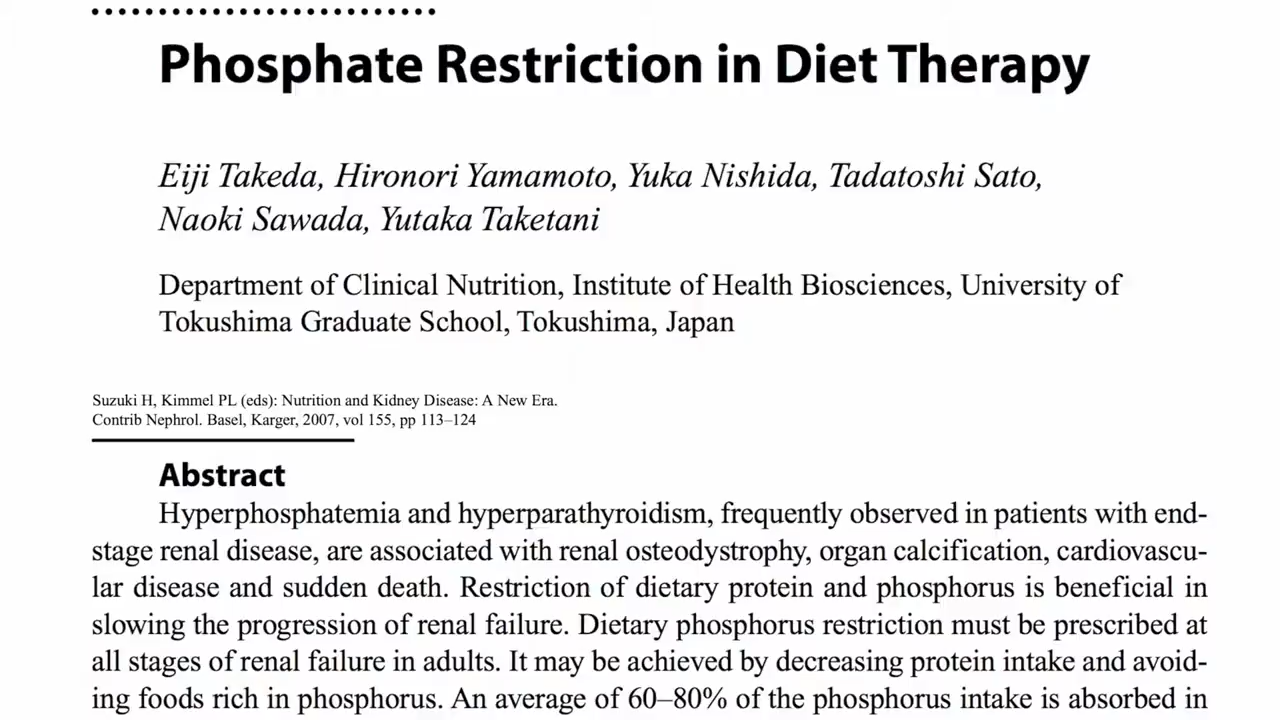 Phosphate Restriction in Diet Therapy
Eiji Takeda, Hironori Yamamoto, Yuka Nishida, Tadatoshi Sato,
Naoki Sawada, Yutaka Taketani
Department of Clinical Nutrition, Institute of Health Biosciences, University of
Tokushima Graduate School, Tokushima, Japan
Suzuki H, Kimmel PL (eds): Nutrition and Kidney Disease: A New Era.
Contrib Nephrol. Basel, Karger, 2007, vol 155, pp 113–124
Abstract
Hyperphosphatemia and hyperparathyroidism, frequently observed in patients with end-
stage renal disease, are associated with renal osteodystrophy, organ calcification, cardiovascu-
lar disease and sudden death. Restriction of dietary protein and phosphorus is beneficial in
slowing the progression of renal failure. Dietary phosphorus restriction must be prescribed at
all stages of renal failure in adults. It may be achieved by decreasing protein intake and avoid-
ing foods rich in phosphorus. An average of 60–80% of the phosphorus intake is absorbed in